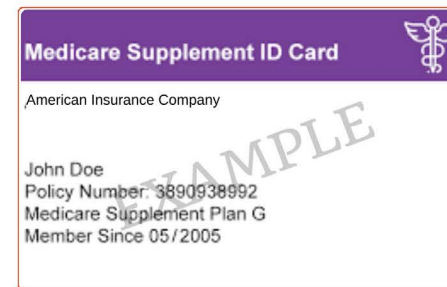 Medicare Supplement ID Card
American Insurance Company
EXAMPLE
John Doe
Policy Number: 3890938992
Medicare Supplement Plan G
Member Since 05/2005